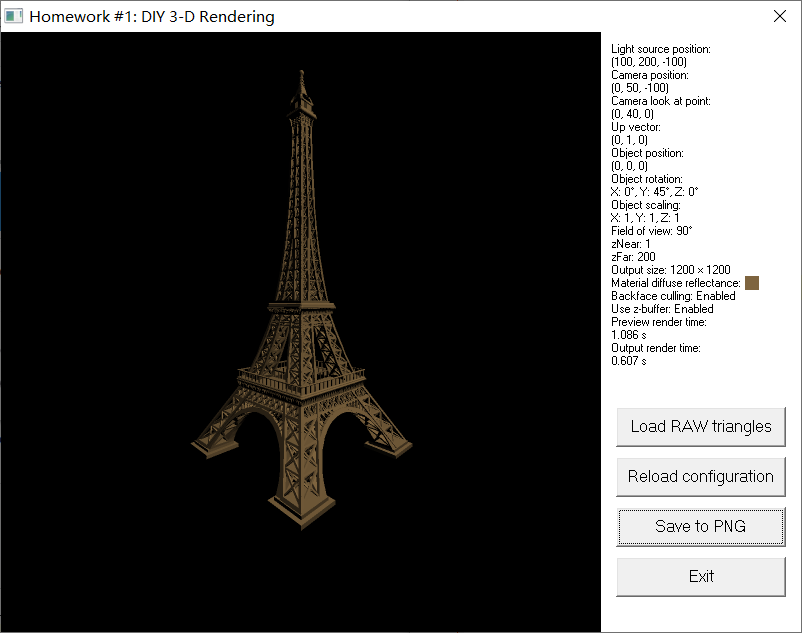 Homework #1: DIY 3-D Rendering
Light source position:
(100, 200, -100)
Camera position:
(0, 50, -100)
Camera look at point:
(0, 40, 0)
Up vector:
(0, 1, 0)
Object position:
(0, 0, 0)
Object rotation:
X: 0°, Y: 45°, Z: 0°
Object scaling:
X: 1, Y: 1, Z: 1
Field of view: 90°
zNear: 1
zFar: 200
Output size: 1200 × 1200
Material diffuse reflectance:
Backface culling: Enabled
Use z-buffer: Enabled
Preview render time:
1.086 s
Output render time:
0.607 s
Load RAW triangles
Reload configuration
Save to PNG
Exit